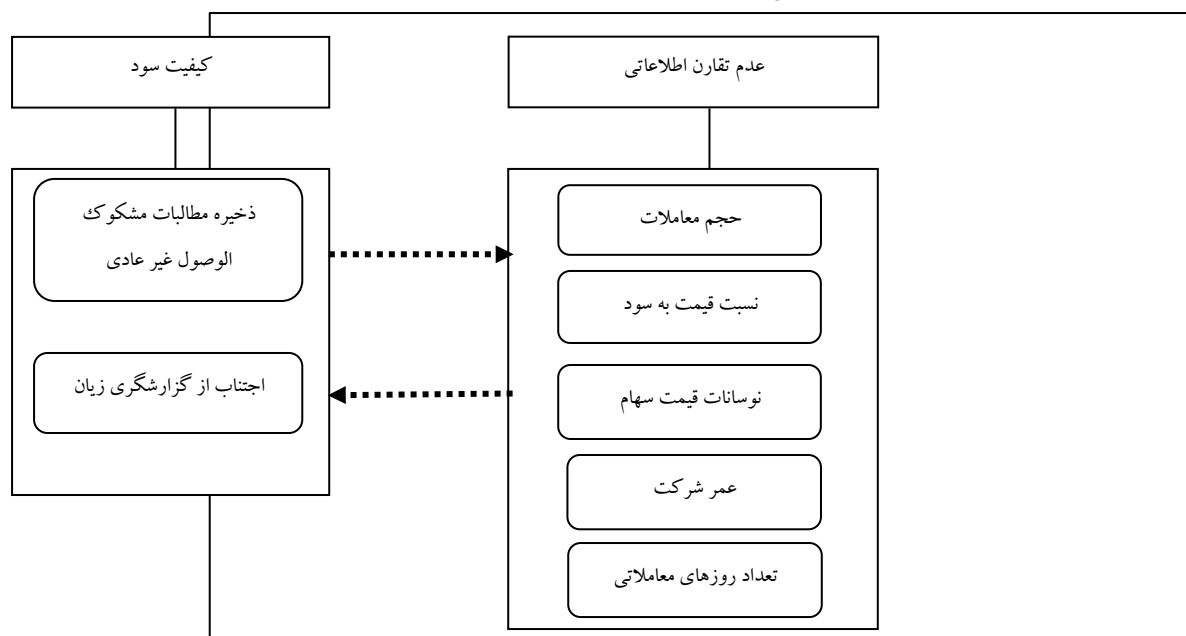 عدم تقارن اطلاعاتی
حجم معاملات
نسبت قیمت به سود
نوسانات قیمت سهام
عمر شرکت
تعداد روزهای معاملاتی
کیفیت سود
ذخیره مطالبات مشکوک
الوصول غیر عادی
اجتناب از گزارشگری زیان